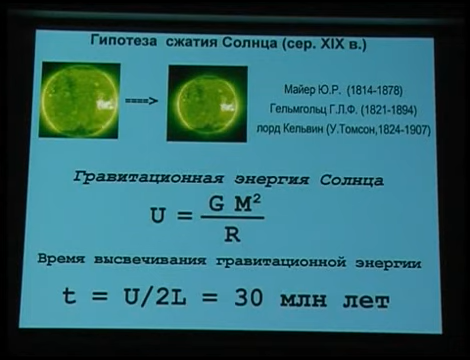 Гипотеза сжатия Солнца (сер. XIX в.)
====>
Майер Ю.Р. (1814-1878)
Гельмгольц Г.Л.Ф. (1821-1894)
лорд Кельвин (У.Томсон,1824-1907)
Гравитационная энергия Солнца
U = G M² / R
Время высвечивания гравитационной энергии
t = U/2L = 30 млн лет